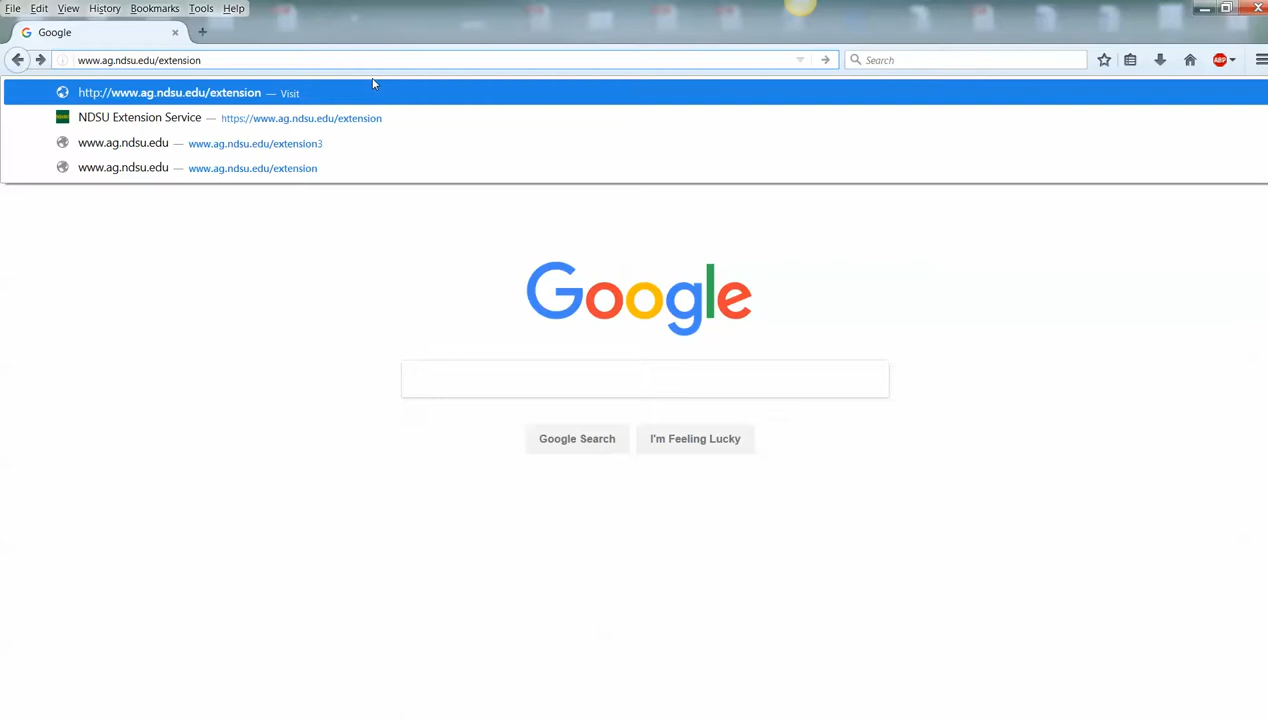 File Edit View History Bookmarks Tools Help
Google
www.ag.ndsu.edu/extension Search ABP
http://www.ag.ndsu.edu/extension — Visit
NDSU Extension Service — https://www.ag.ndsu.edu/extension
www.ag.ndsu.edu — www.ag.ndsu.edu/extension3
www.ag.ndsu.edu — www.ag.ndsu.edu/extension
Google
Google Search I'm Feeling Lucky